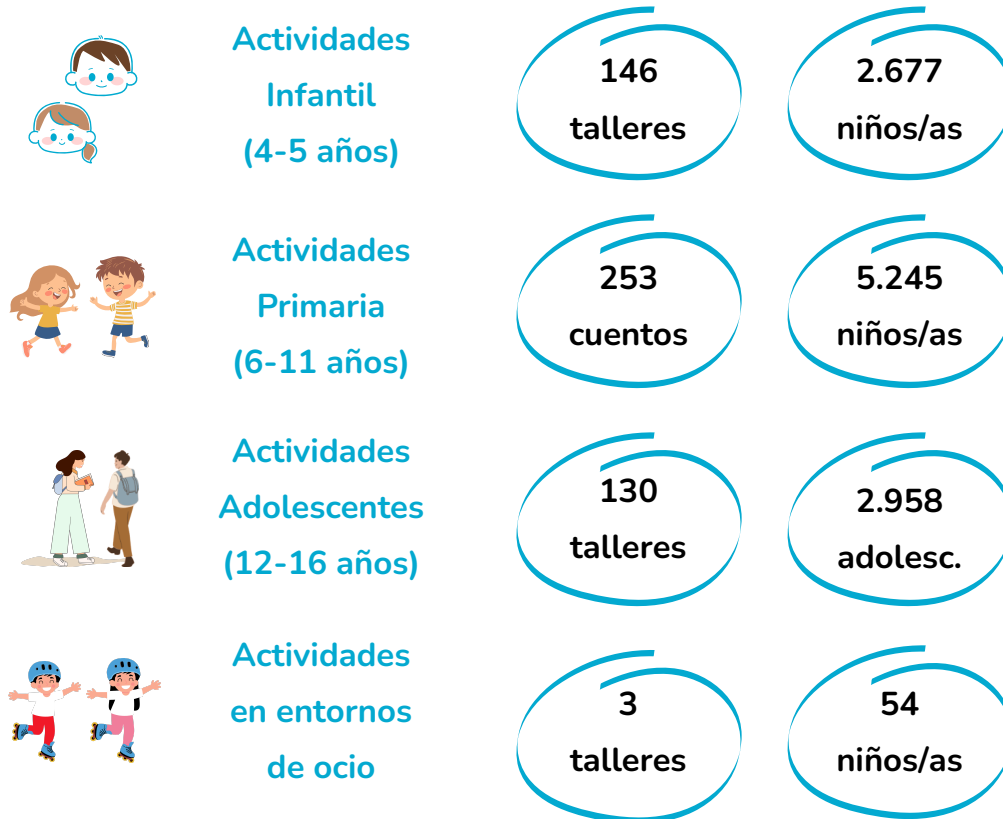 Actividades
Infantil
(4-5 años)
146
talleres
2.677
niños/as
Actividades
Primaria
(6-11 años)
253
cuentos
5.245
niños/as
Actividades
Adolescentes
(12-16 años)
130
talleres
2.958
adolesc.
Actividades
en entornos
de ocio
3
talleres
54
niños/as